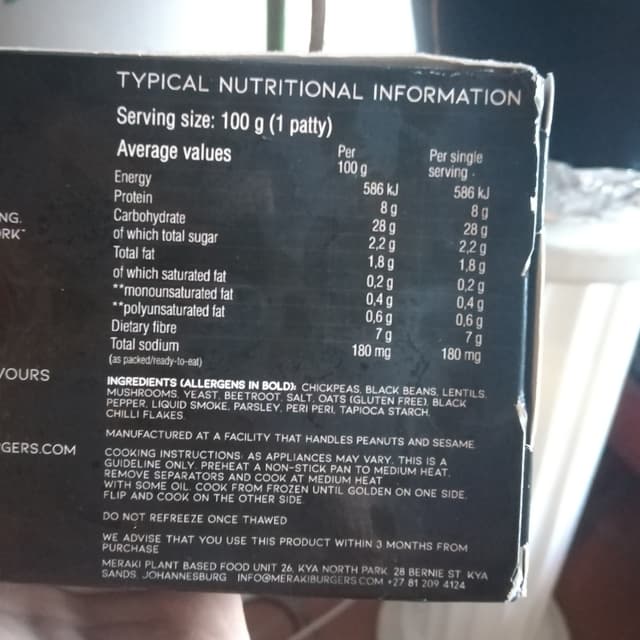 TYPICAL NUTRITIONAL INFORMATION
Serving size: 100 g (1 patty)
Average values Per 100 g Per single serving
Energy 586 kJ 586 kJ
Protein 8 g 8 g
Carbohydrate 28 g 28 g
of which total sugar 2,2 g 2,2 g
Total fat 1,8 g 1,8 g
of which saturated fat 0,2 g 0,2 g
**monounsaturated fat 0,4 g 0,4 g
**polyunsaturated fat 0,6 g 0,6 g
Dietary fibre 7 g 7 g
Total sodium 180 mg 180 mg
(as packed/ready-to-eat)
INGREDIENTS (ALLERGENS IN BOLD): CHICKPEAS, BLACK BEANS, LENTILS,
MUSHROOMS, YEAST, BEETROOT, SALT, OATS (GLUTEN FREE), BLACK
PEPPER, LIQUID SMOKE, PARSLEY, PERI PERI, TAPIOCA STARCH,
CHILLI FLAKES
MANUFACTURED AT A FACILITY THAT HANDLES PEANUTS AND SESAME.
COOKING INSTRUCTIONS: AS APPLIANCES MAY VARY, THIS IS A
GUIDELINE ONLY. PREHEAT A NON-STICK PAN TO MEDIUM HEAT.
REMOVE SEPARATORS AND COOK AT MEDIUM HEAT
WITH SOME OIL. COOK FROM FROZEN UNTIL GOLDEN ON ONE SIDE.
FLIP AND COOK ON THE OTHER SIDE.
DO NOT REFREEZE ONCE THAWED
WE ADVISE THAT YOU USE THIS PRODUCT WITHIN 3 MONTHS FROM
PURCHASE
MERAKI PLANT BASED FOOD UNIT 26, KYA NORTH PARK, 28 BERNIE ST, KYA
SANDS, JOHANNESBURG INFO@MERAKIBURGERS.COM +27 81 209 4124
NG.
RK"
VOURS
GERS.COM